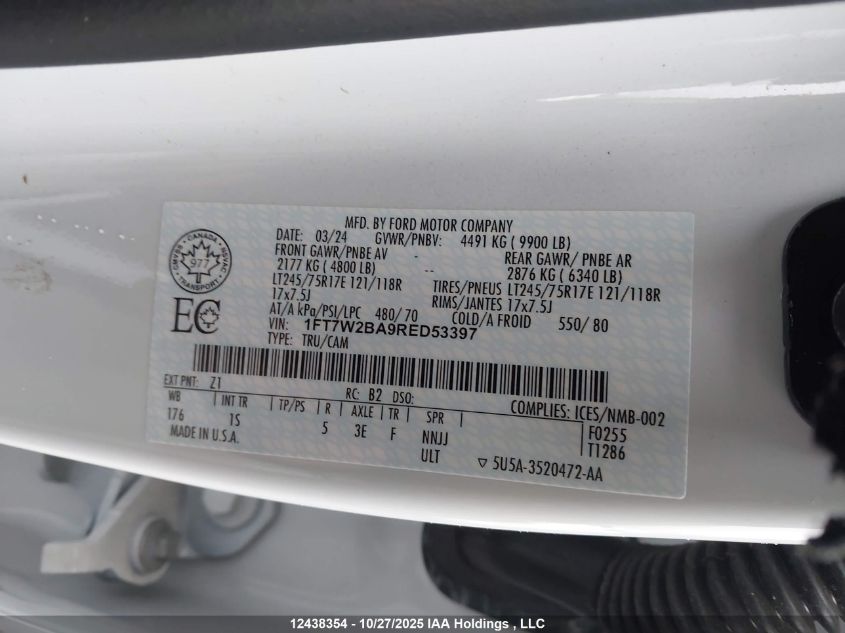 MFD. BY FORD MOTOR COMPANY
DATE: 03/24 GVWR/PNBV: 4491 KG ( 9900 LB)
FRONT GAWR/PNBE AV REAR GAWR/ PNBE AR
2177 KG ( 4800 LB) -- 2876 KG ( 6340 LB)
LT245/75R17E 121/118R TIRES/PNEUS LT245/75R17E 121/118R
17x7.5J RIMS/JANTES 17x7.5J
AT/A kPa/PSI/LPC 480/ 70 COLD/A FROID 550/ 80
VIN: 1FT7W2BA9RED53397
TYPE: TRU/CAM
CANADA
977
TRANSPORT
EC
EXT PNT: Z1 RC: B2 DSO: COMPLIES: ICES/NMB-002
WB INT TR TP/PS R AXLE TR SPR F0255
176 1S 5 3E F NNJJ T1286
MADE IN U.S.A. ULT ▽ 5U5A-3520472-AA
12438354 - 10/27/2025 IAA Holdings , LLC